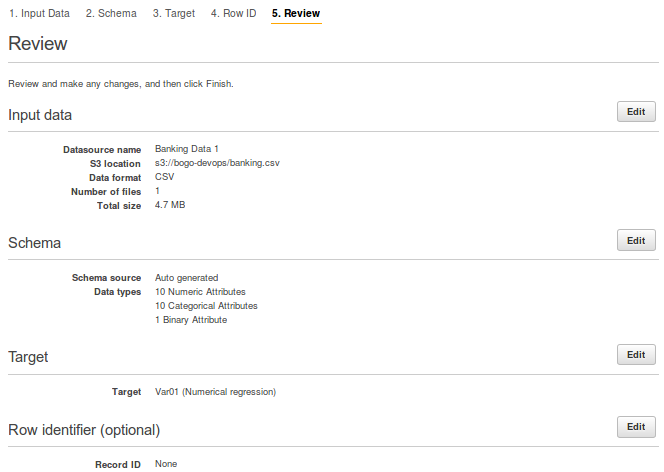 1. Input Data 2. Schema 3. Target 4. Row ID 5. Review
Review
Review and make any changes, and then click Finish.
Input data Edit
Datasource name Banking Data 1
S3 location s3://bogo-devops/banking.csv
Data format CSV
Number of files 1
Total size 4.7 MB
Schema Edit
Schema source Auto generated
Data types 10 Numeric Attributes
10 Categorical Attributes
1 Binary Attribute
Target Edit
Target Var01 (Numerical regression)
Row identifier (optional) Edit
Record ID None